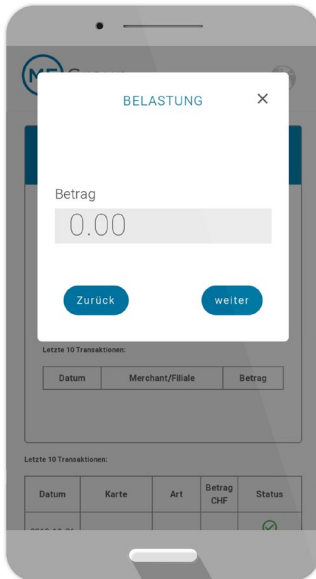 BELASTUNG
Betrag
0.00
Zurück weiter
Letzte 10 Transaktionen:
Datum Merchant/Filiale Betrag
Letzte 10 Transaktionen:
Datum Karte Art Betrag CHF Status